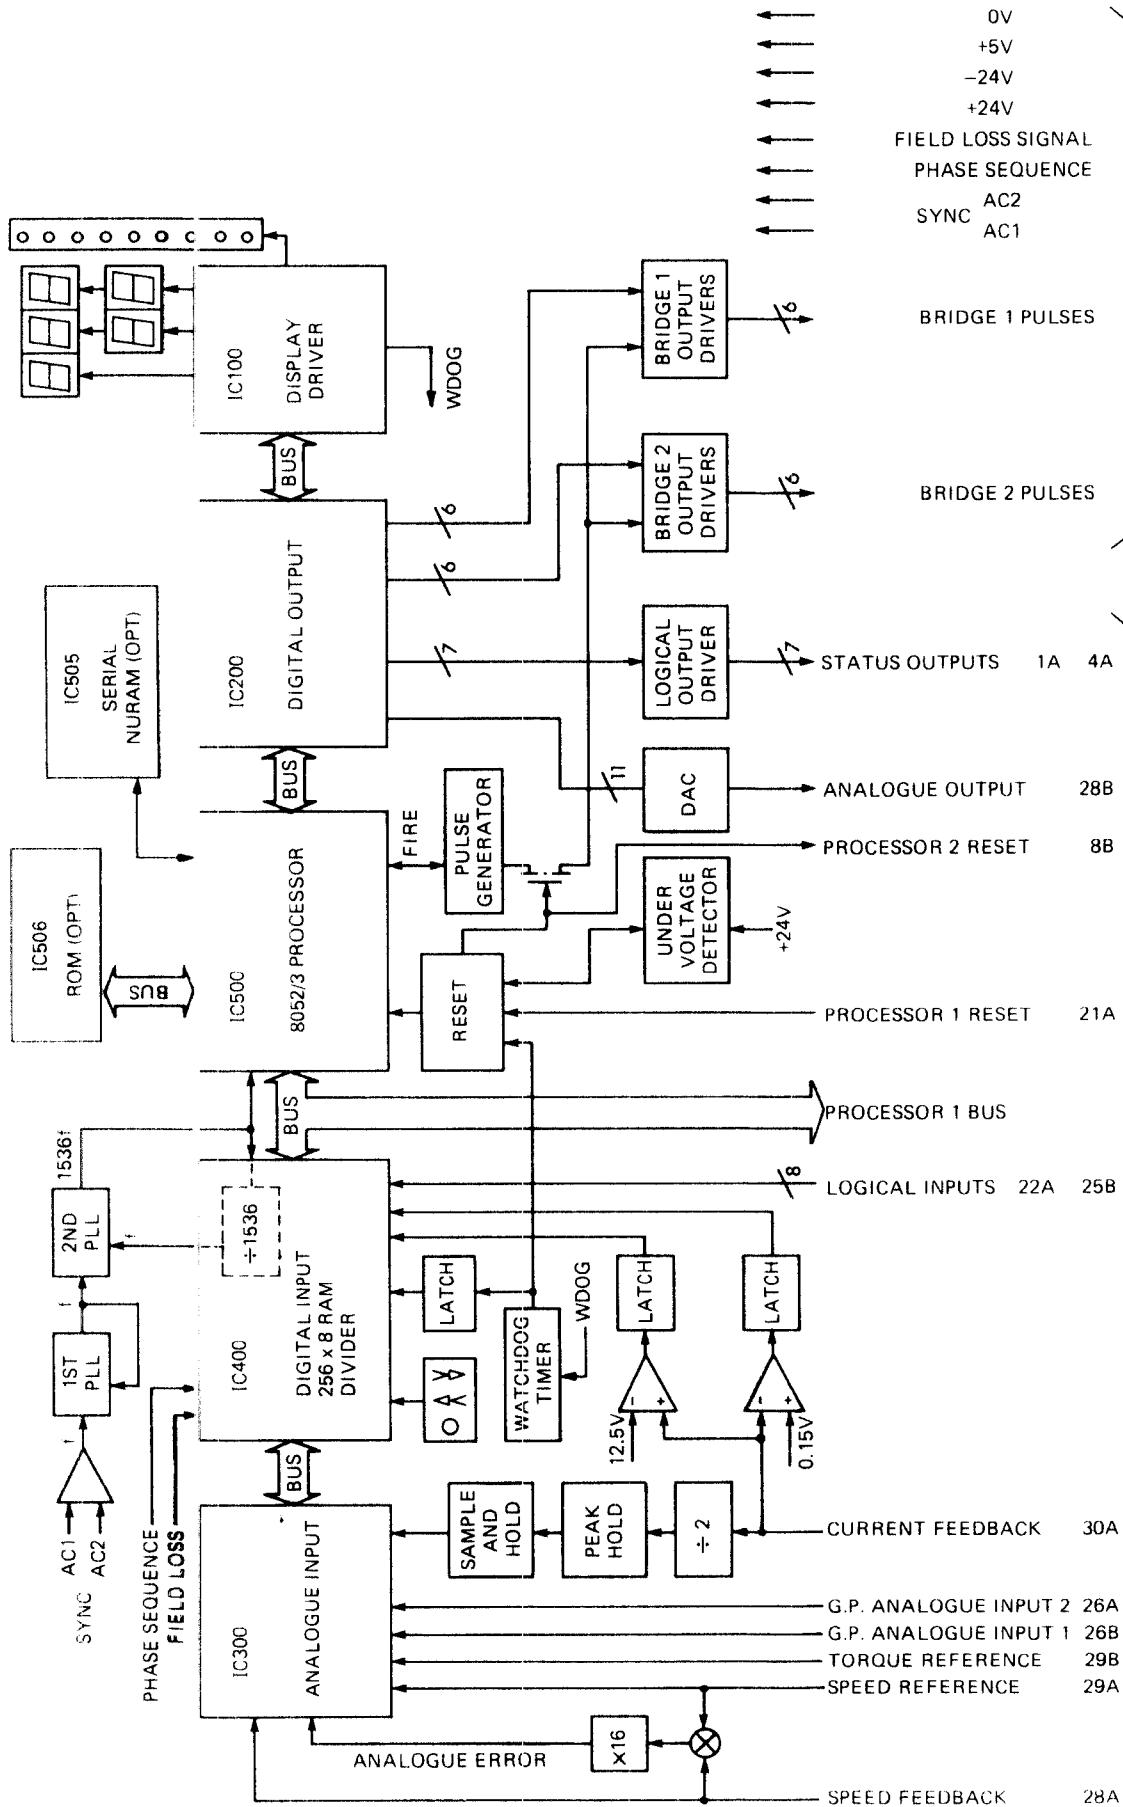 0V
+5V
−24V
+24V
FIELD LOSS SIGNAL
PHASE SEQUENCE
AC2
SYNC
AC1
BRIDGE 1 PULSES
BRIDGE 2 PULSES
STATUS OUTPUTS 1A 4A
ANALOGUE OUTPUT 28B
PROCESSOR 2 RESET 8B
PROCESSOR 1 RESET 21A
PROCESSOR 1 BUS
LOGICAL INPUTS 22A 25B
CURRENT FEEDBACK 30A
G.P. ANALOGUE INPUT 2 26A
G.P. ANALOGUE INPUT 1 26B
TORQUE REFERENCE 29B
SPEED REFERENCE 29A
SPEED FEEDBACK 28A
IC100
DISPLAY
DRIVER
WDOG
BRIDGE 1
OUTPUT
DRIVERS
6
BUS
IC200
DIGITAL OUTPUT
6
6
7
BRIDGE 2
OUTPUT
DRIVERS
6
LOGICAL
OUTPUT
DRIVER
7
11
DAC
IC505
SERIAL
NURAM (OPT)
BUS
IC506
ROM (OPT)
BUS
IC500
8052/3 PROCESSOR
FIRE
PULSE
GENERATOR
UNDER
VOLTAGE
DETECTOR
+24V
RESET
BUS
1536f
2ND
PLL
f
f
1ST
PLL
f
SYNC
AC1
AC2
PHASE SEQUENCE
FIELD LOSS
÷1536
IC400
DIGITAL INPUT
256 x 8 RAM
DIVIDER
8
LATCH
WATCHDOG
TIMER
WDOG
LATCH
LATCH
12.5V
− +
0.15V
− +
BUS
IC300
ANALOGUE INPUT
SAMPLE
AND
HOLD
PEAK
HOLD
÷ 2
ANALOGUE ERROR
x16